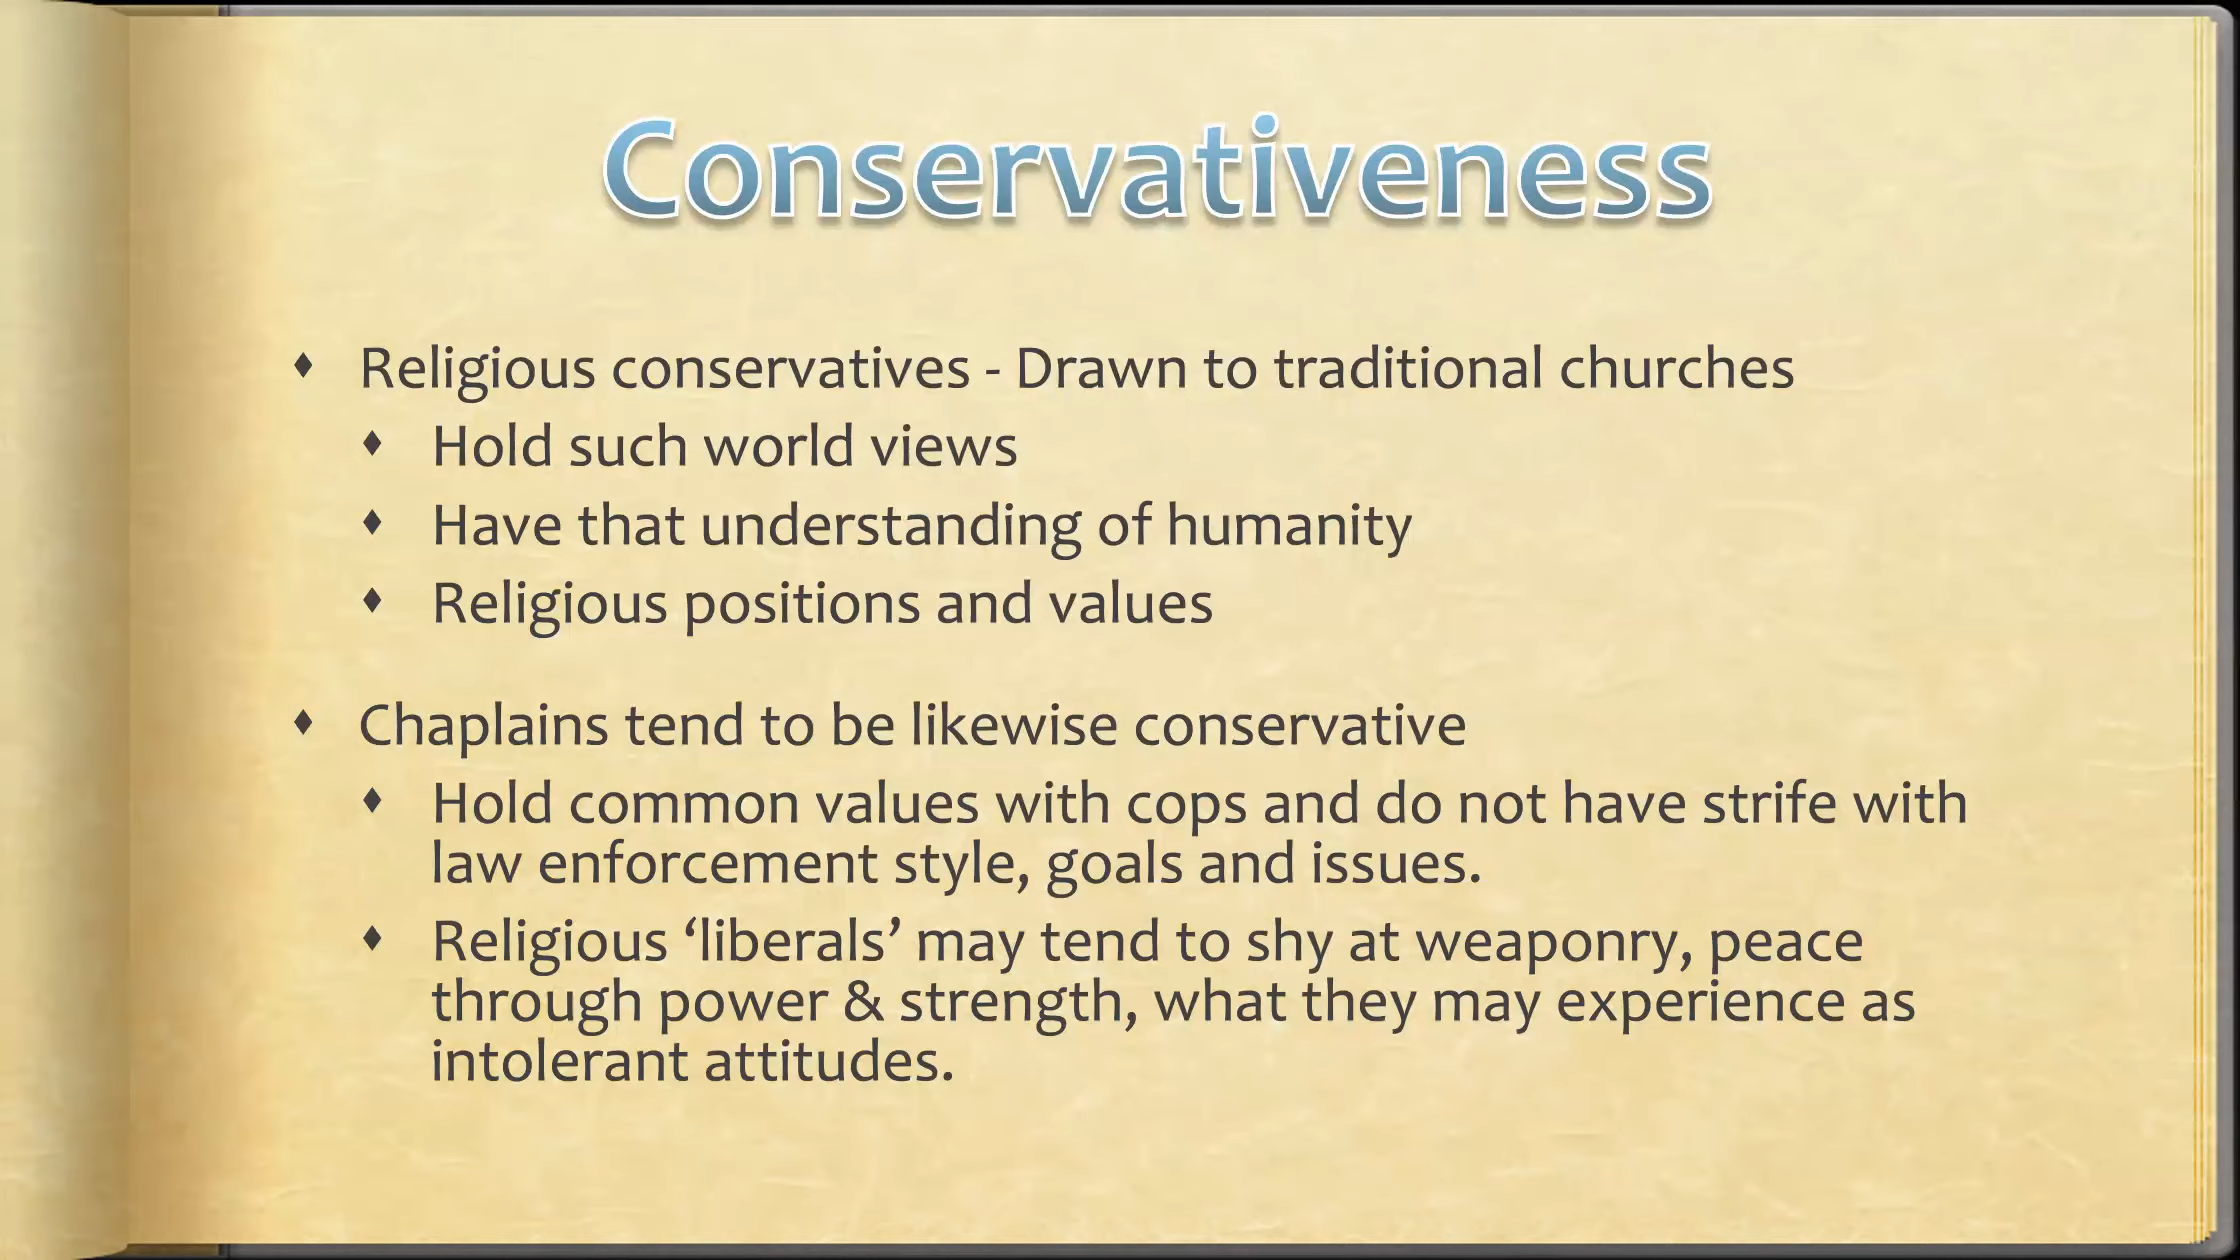 Conservativeness
♦ Religious conservatives - Drawn to traditional churches
♦ Hold such world views
♦ Have that understanding of humanity
♦ Religious positions and values
♦ Chaplains tend to be likewise conservative
♦ Hold common values with cops and do not have strife with
law enforcement style, goals and issues.
♦ Religious ‘liberals’ may tend to shy at weaponry, peace
through power & strength, what they may experience as
intolerant attitudes.